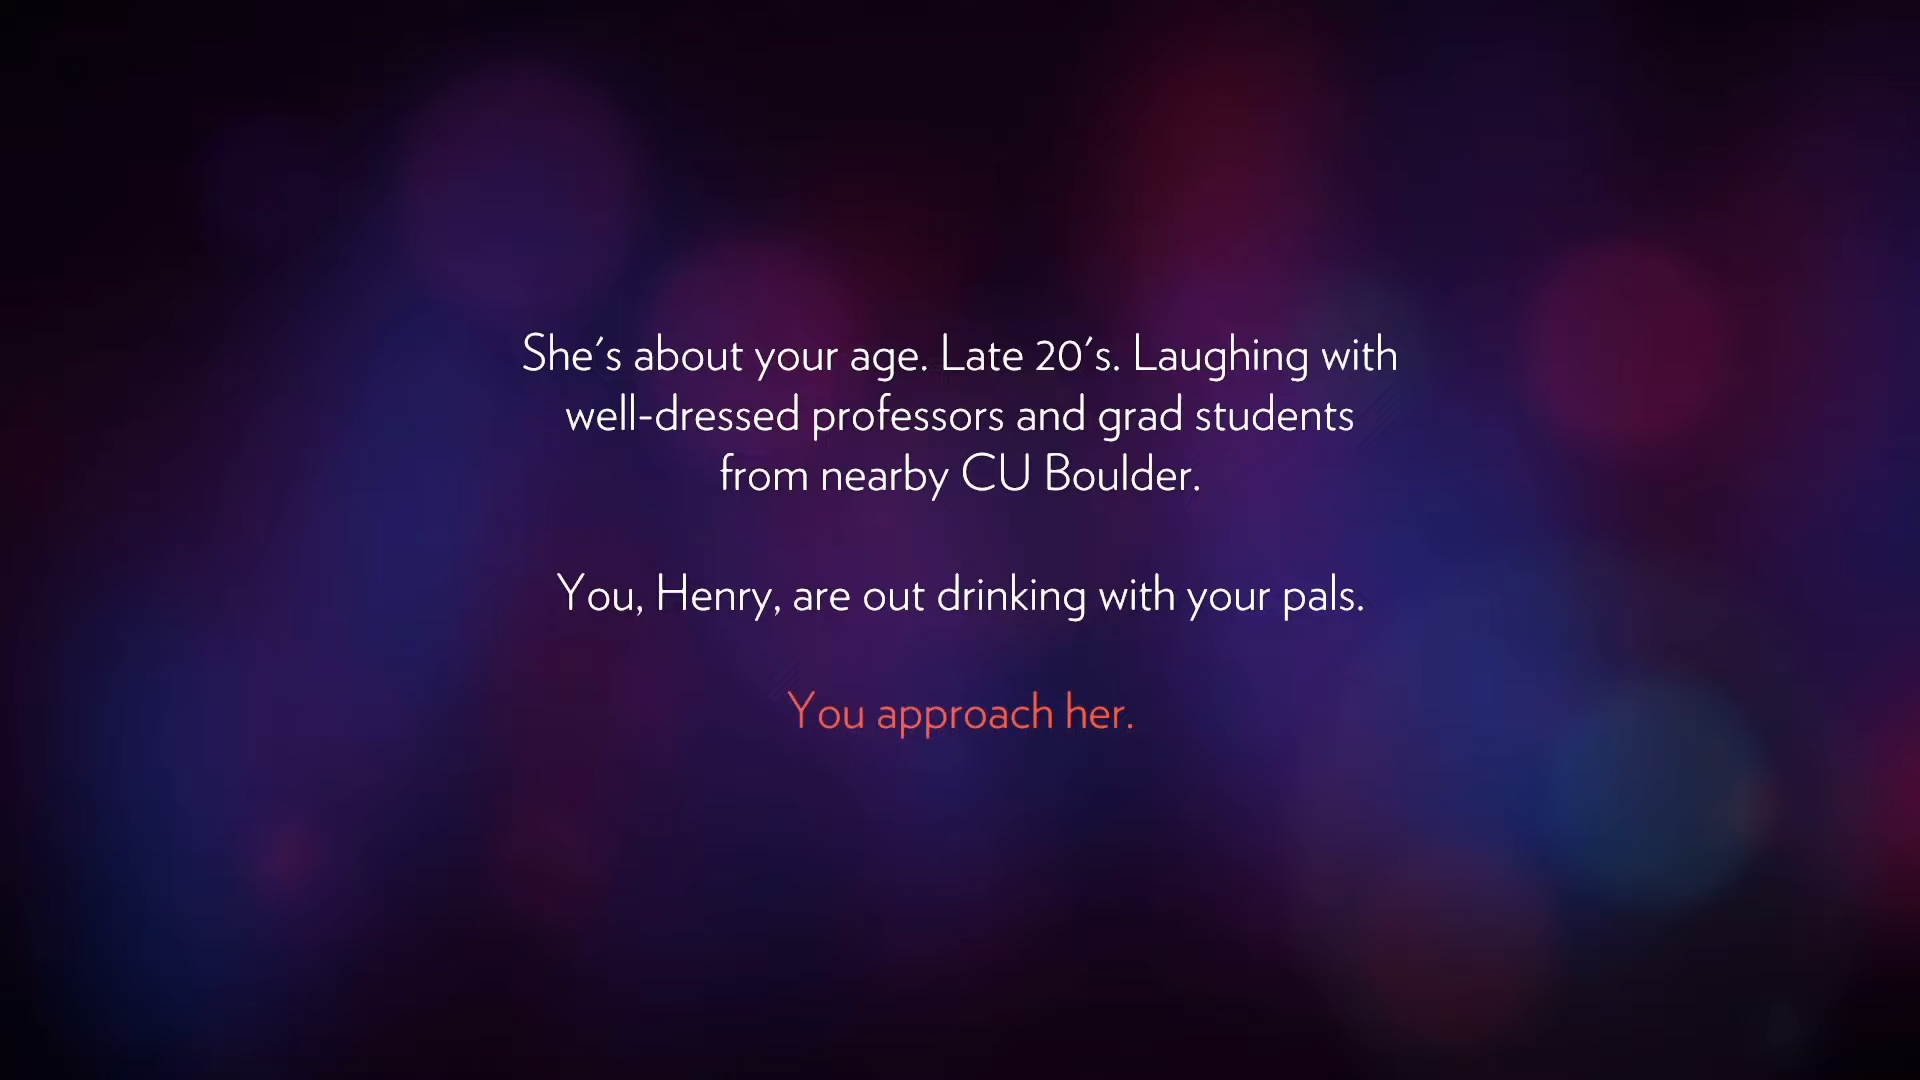 She's about your age. Late 20's. Laughing with
well-dressed professors and grad students
from nearby CU Boulder.
You, Henry, are out drinking with your pals.
You approach her.